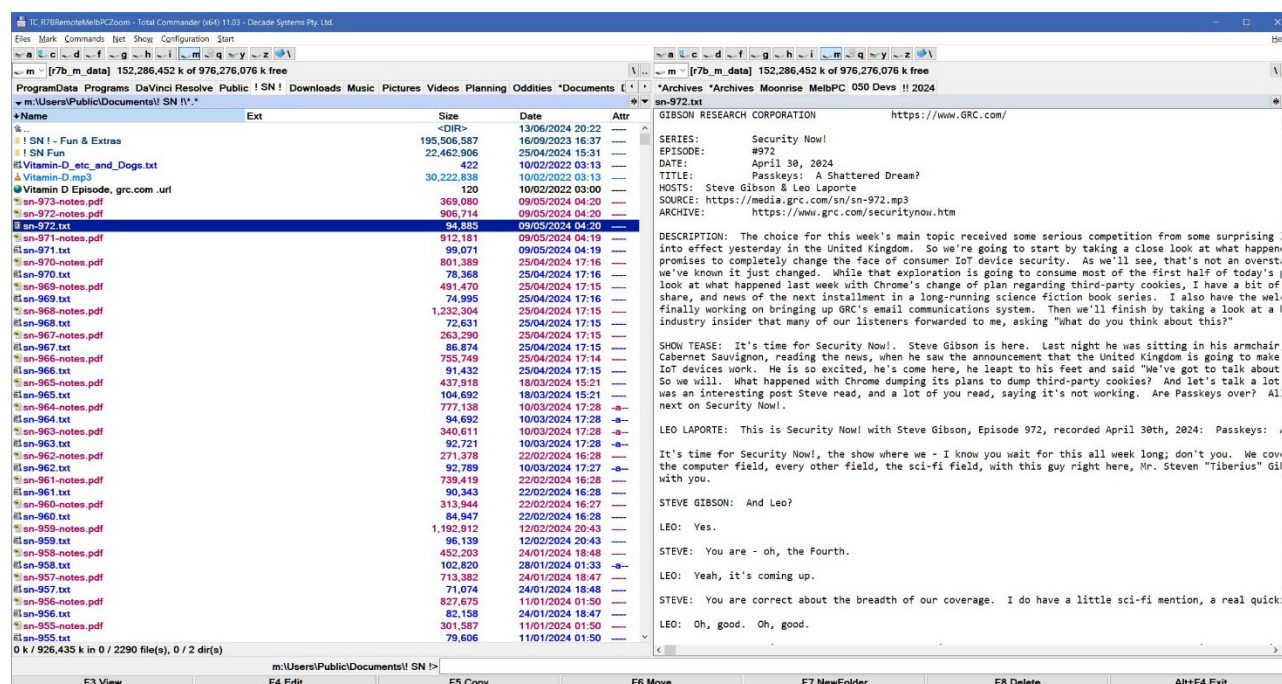 TC_R7BRemoteMelbPCZoom - Total Commander (x64) 11.03 - Decade Systems Pty. Ltd.
Files Mark Commands Net Show Configuration Start
a c d f g h i m q y z \
a c d f g h i m q y z \
m [r7b_m_data] 152,286,452 k of 976,276,076 k free \ ..
m [r7b_m_data] 152,286,452 k of 976,276,076 k free \
ProgramData Programs DaVinci Resolve Public ! SN ! Downloads Music Pictures Videos Planning Oddities *Documents
*Archives *Archives Moonrise MelbPC 050 Devs !! 2024
m:\Users\Public\Documents\! SN !\*.* * ▼
Name Ext Size Date Attr
.. <DIR> 13/06/2024 20:22 ----
! SN ! - Fun & Extras 195,506,587 16/09/2023 16:37 ----
! SN Fun 22,462,906 25/04/2024 15:31 ----
Vitamin-D_etc_and_Dogs.txt 422 10/02/2022 03:13 ----
Vitamin-D.mp3 30,222,838 10/02/2022 03:13 ----
Vitamin D Episode, grc.com .url 120 10/02/2022 03:00 ----
sn-973-notes.pdf 369,080 09/05/2024 04:20 ----
sn-972-notes.pdf 906,714 09/05/2024 04:20 ----
sn-972.txt 94,885 09/05/2024 04:20 ----
sn-971-notes.pdf 912,181 09/05/2024 04:19 ----
sn-971.txt 99,071 09/05/2024 04:19 ----
sn-970-notes.pdf 801,389 25/04/2024 17:16 ----
sn-970.txt 78,368 25/04/2024 17:16 ----
sn-969-notes.pdf 491,470 25/04/2024 17:15 ----
sn-969.txt 74,995 25/04/2024 17:16 ----
sn-968-notes.pdf 1,232,304 25/04/2024 17:15 ----
sn-968.txt 72,631 25/04/2024 17:15 ----
sn-967-notes.pdf 263,290 25/04/2024 17:15 ----
sn-967.txt 86,874 25/04/2024 17:15 ----
sn-966-notes.pdf 755,749 25/04/2024 17:14 ----
sn-966.txt 91,432 25/04/2024 17:15 ----
sn-965-notes.pdf 437,918 18/03/2024 15:21 ----
sn-965.txt 104,692 18/03/2024 15:21 ----
sn-964-notes.pdf 777,138 10/03/2024 17:28 -a--
sn-964.txt 94,692 10/03/2024 17:28 -a--
sn-963-notes.pdf 340,611 10/03/2024 17:28 -a--
sn-963.txt 92,721 10/03/2024 17:28 -a--
sn-962-notes.pdf 271,378 22/02/2024 16:28 ----
sn-962.txt 92,789 10/03/2024 17:27 -a--
sn-961-notes.pdf 739,419 22/02/2024 16:28 ----
sn-961.txt 90,343 22/02/2024 16:28 ----
sn-960-notes.pdf 313,944 22/02/2024 16:27 ----
sn-960.txt 84,947 22/02/2024 16:28 ----
sn-959-notes.pdf 1,192,912 12/02/2024 20:43 ----
sn-959.txt 96,139 12/02/2024 20:43 ----
sn-958-notes.pdf 452,203 24/01/2024 18:48 ----
sn-958.txt 102,820 28/01/2024 01:33 -a--
sn-957-notes.pdf 713,382 24/01/2024 18:47 ----
sn-957.txt 71,074 24/01/2024 18:48 ----
sn-956-notes.pdf 827,675 11/01/2024 01:50 ----
sn-956.txt 82,158 24/01/2024 18:47 ----
sn-955-notes.pdf 301,587 11/01/2024 01:50 ----
sn-955.txt 79,606 11/01/2024 01:50 ----
0 k / 926,435 k in 0 / 2290 file(s), 0 / 2 dir(s)
sn-972.txt *
GIBSON RESEARCH CORPORATION https://www.GRC.com/
SERIES: Security Now!
EPISODE: #972
DATE: April 30, 2024
TITLE: Passkeys: A Shattered Dream?
HOSTS: Steve Gibson & Leo Laporte
SOURCE: https://media.grc.com/sn/sn-972.mp3
ARCHIVE: https://www.grc.com/securitynow.htm
DESCRIPTION: The choice for this week's main topic received some serious competition from some surprising
into effect yesterday in the United Kingdom. So we're going to start by taking a close look at what happen
promises to completely change the face of consumer IoT device security. As we'll see, that's not an overst
we've known it just changed. While that exploration is going to consume most of the first half of today's
look at what happened last week with Chrome's change of plan regarding third-party cookies, I have a bit of
share, and news of the next installment in a long-running science fiction book series. I also have the wel
finally working on bringing up GRC's email communications system. Then we'll finish by taking a look at a
industry insider that many of our listeners forwarded to me, asking "What do you think about this?"
SHOW TEASE: It's time for Security Now!. Steve Gibson is here. Last night he was sitting in his armchair
Cabernet Sauvignon, reading the news, when he saw the announcement that the United Kingdom is going to make
IoT devices work. He is so excited, he's come here, he leapt to his feet and said "We've got to talk about
So we will. What happened with Chrome dumping its plans to dump third-party cookies? And let's talk a lot
was an interesting post Steve read, and a lot of you read, saying it's not working. Are Passkeys over? Al
next on Security Now!.
LEO LAPORTE: This is Security Now! with Steve Gibson, Episode 972, recorded April 30th, 2024: Passkeys:
It's time for Security Now!, the show where we - I know you wait for this all week long; don't you. We cov
the computer field, every other field, the sci-fi field, with this guy right here, Mr. Steven "Tiberius" Gi
with you.
STEVE GIBSON: And Leo?
LEO: Yes.
STEVE: You are - oh, the Fourth.
LEO: Yeah, it's coming up.
STEVE: You are correct about the breadth of our coverage. I do have a little sci-fi mention, a real quick
LEO: Oh, good. Oh, good.
m:\Users\Public\Documents\! SN !>
F3 View F4 Edit F5 Copy F6 Move F7 NewFolder F8 Delete Alt+F4 Exit